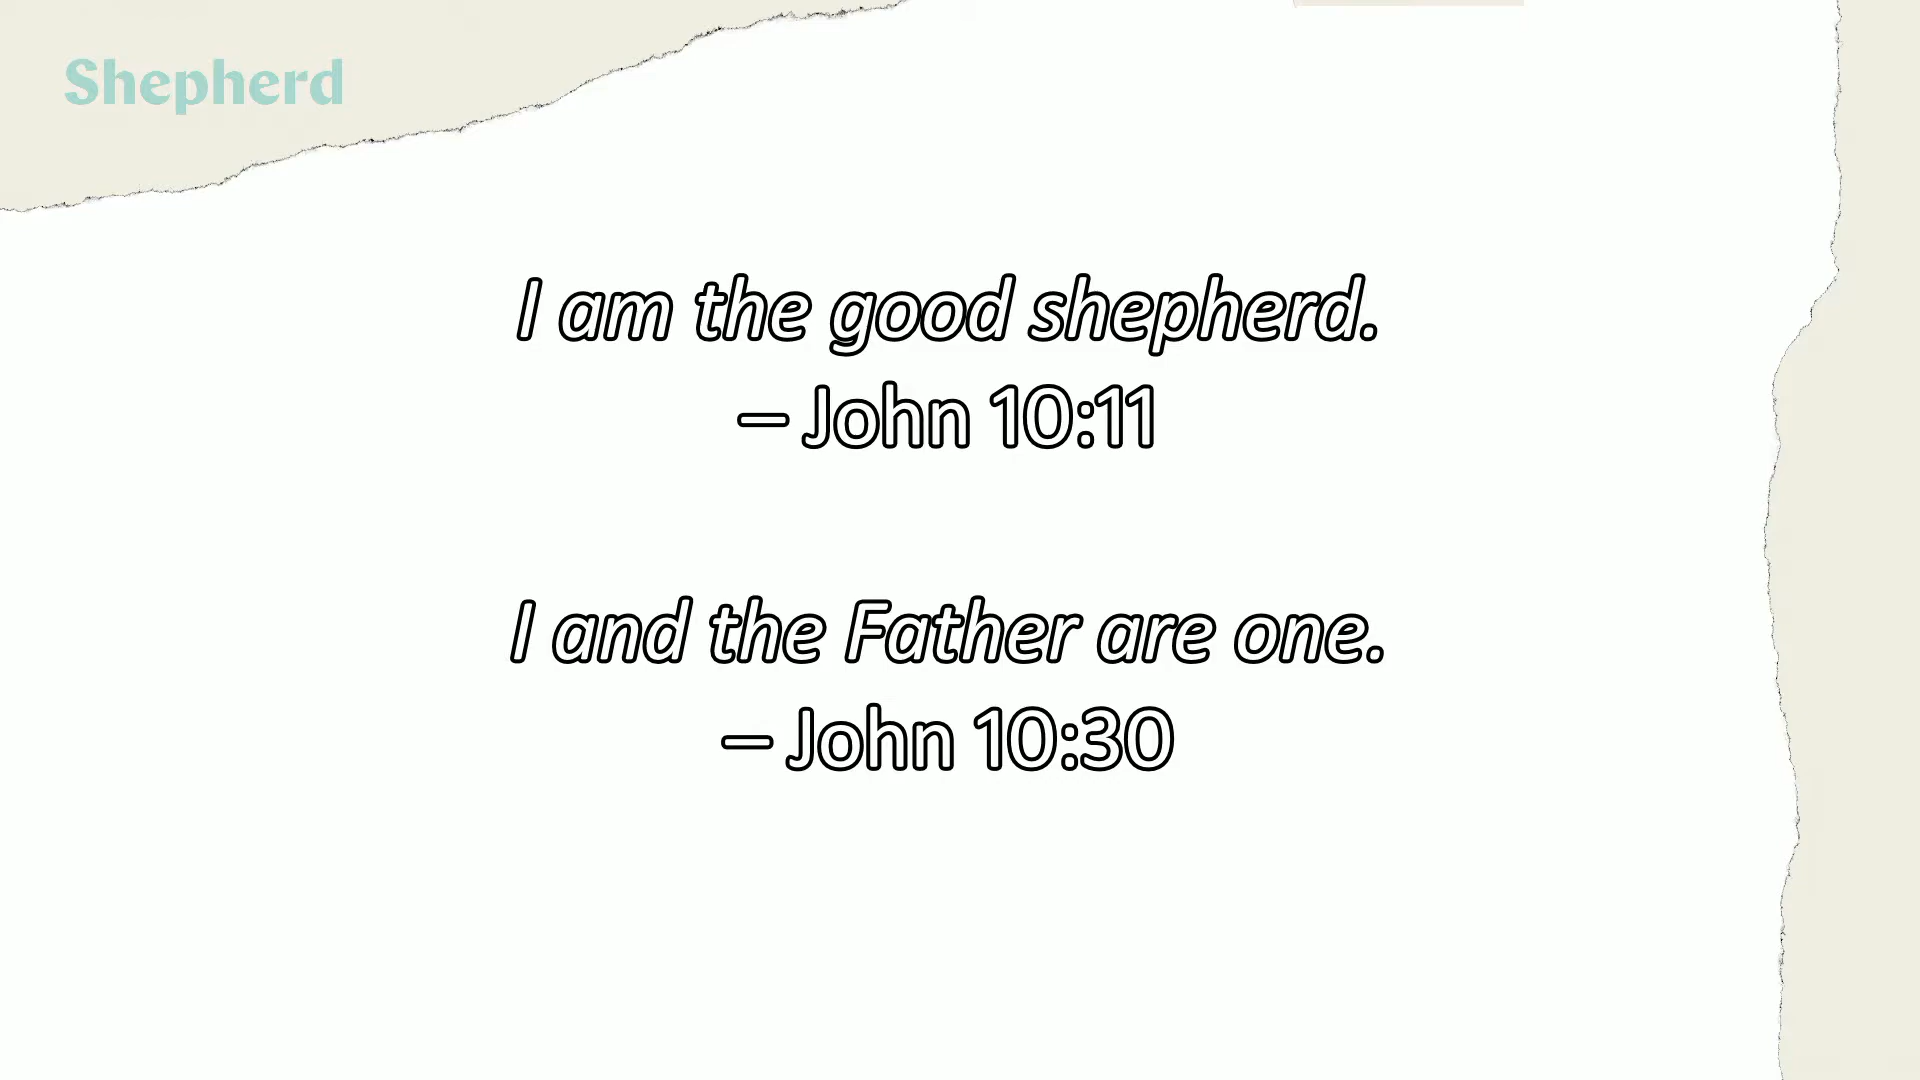 Shepherd
I am the good shepherd.
– John 10:11
I and the Father are one.
– John 10:30